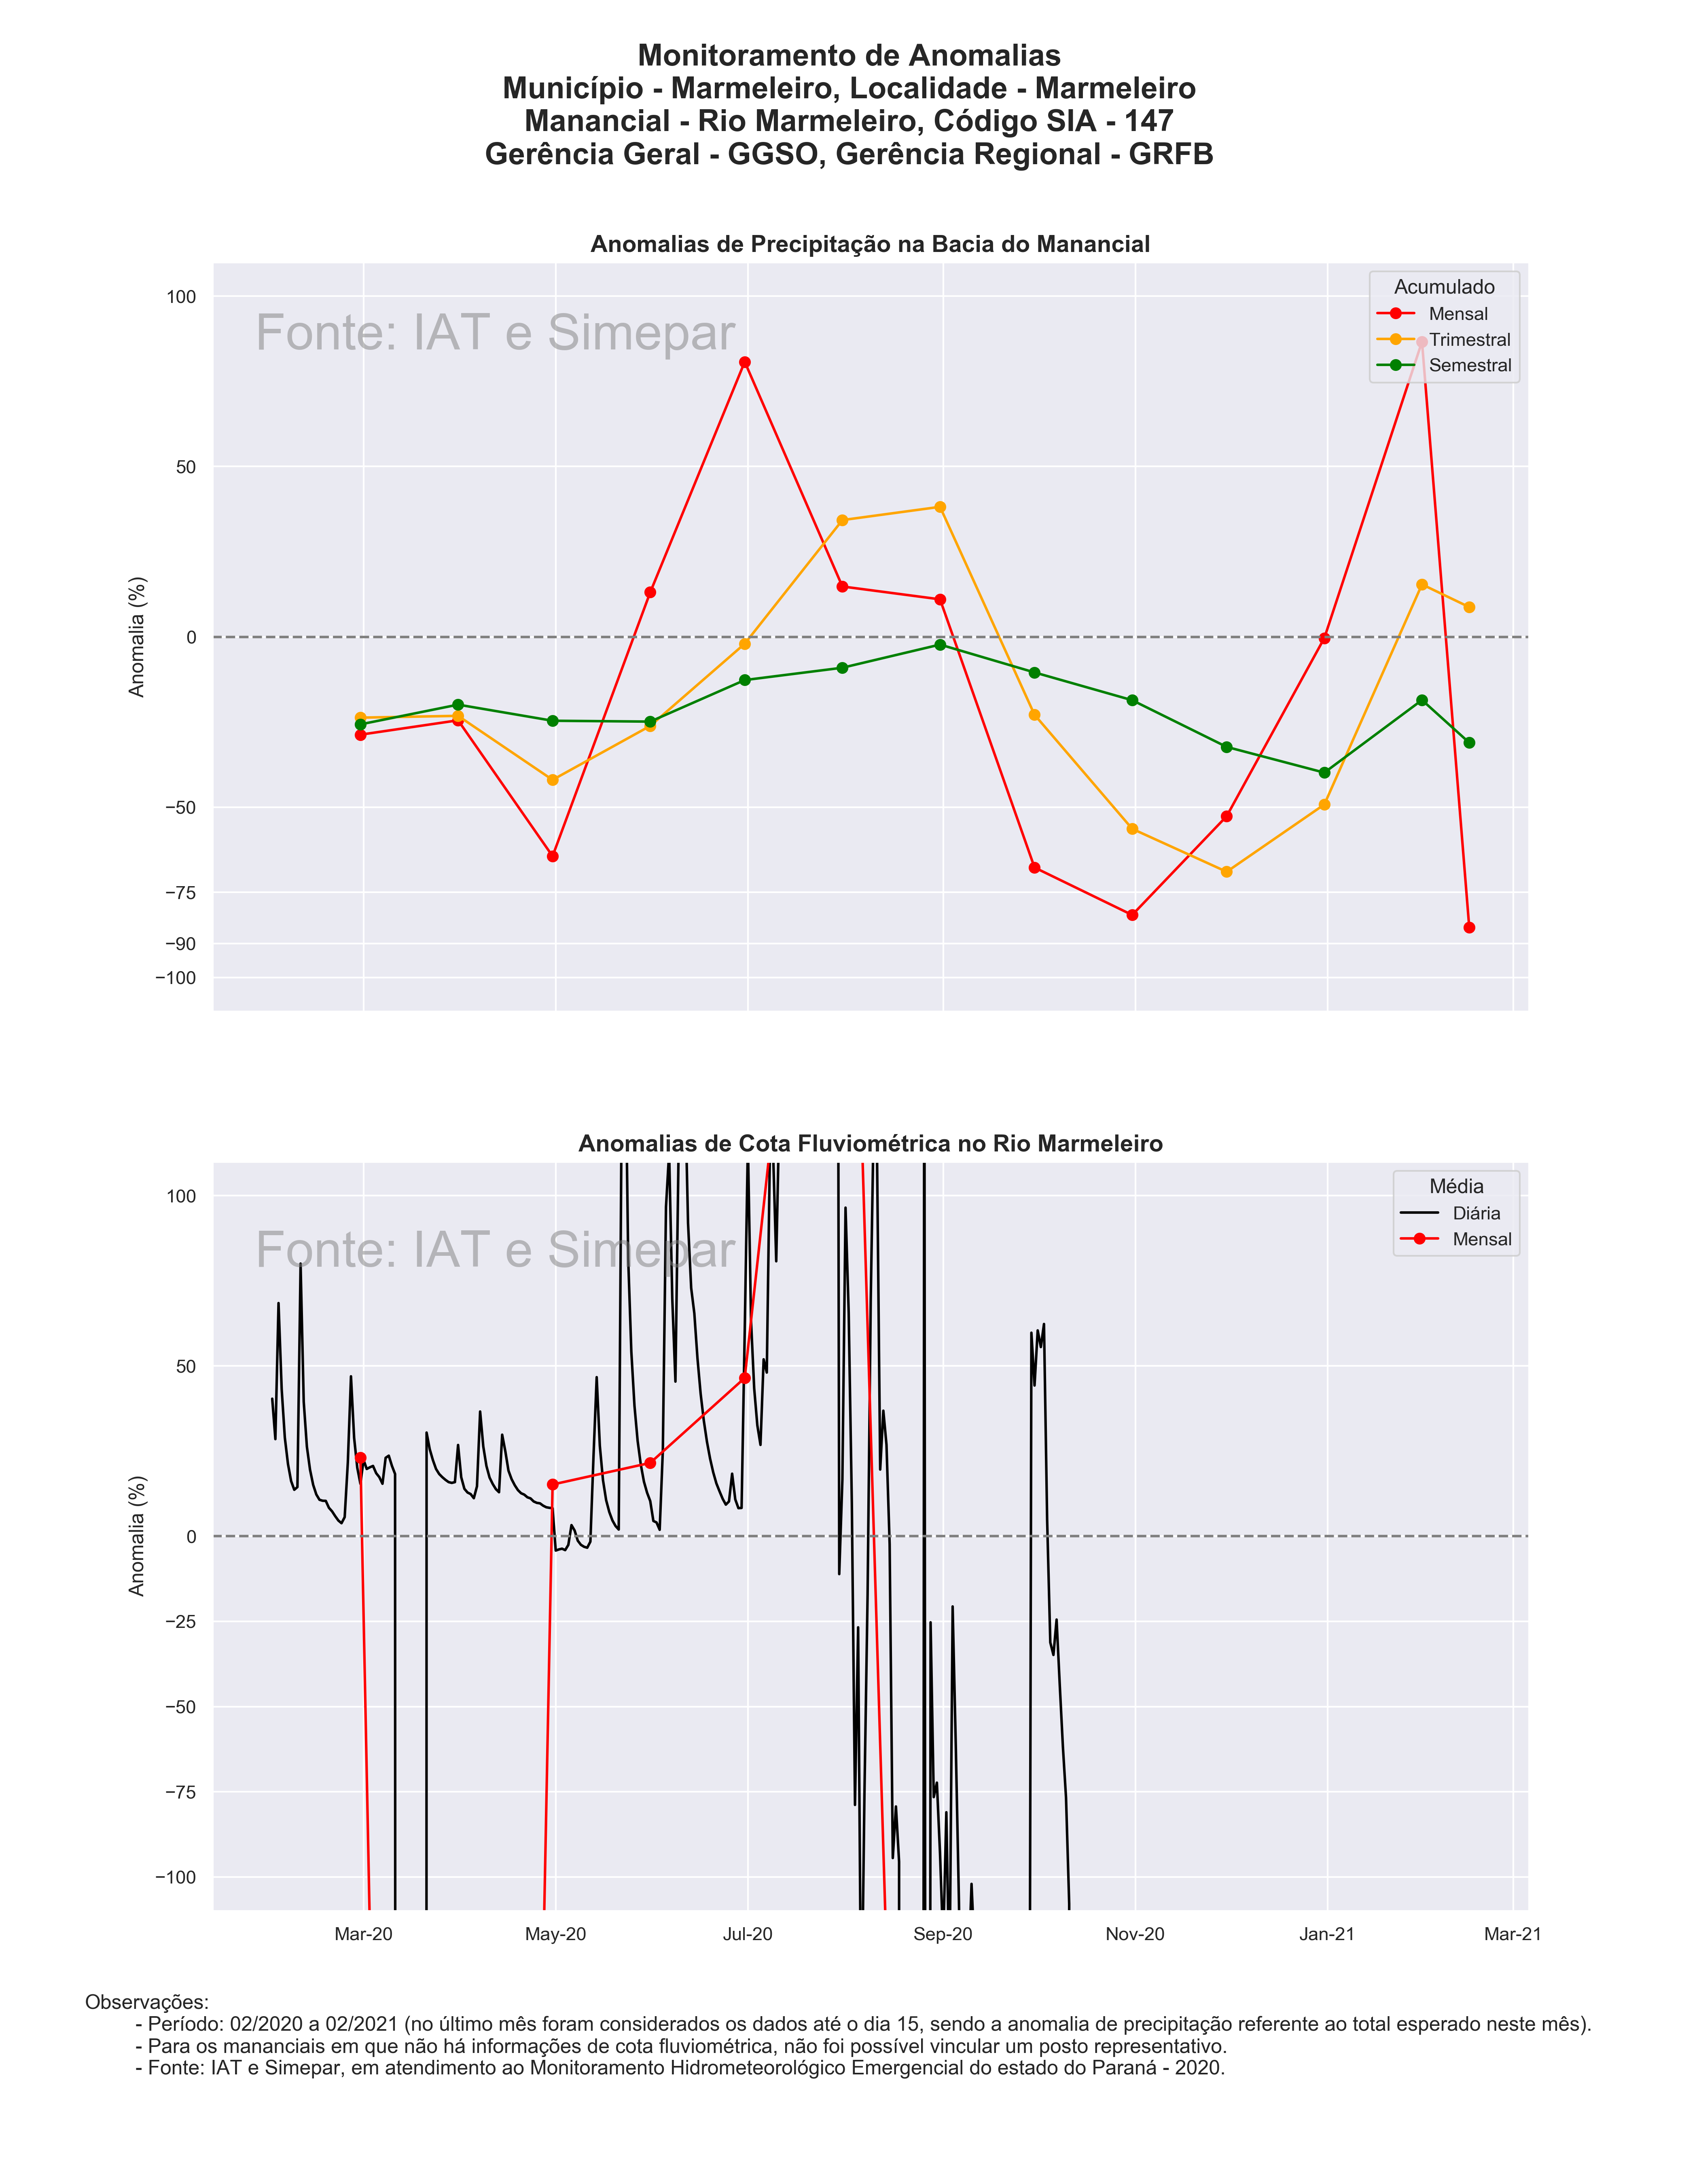 Monitoramento de Anomalias
Município - Marmeleiro, Localidade - Marmeleiro
Manancial - Rio Marmeleiro, Código SIA - 147
Gerência Geral - GGSO, Gerência Regional - GRFB
Anomalias de Precipitação na Bacia do Manancial
Fonte: IAT e Simepar
Acumulado
Mensal
Trimestral
Semestral
100
50
0
−50
−75
−90
−100
Anomalia (%)
Anomalias de Cota Fluviométrica no Rio Marmeleiro
Fonte: IAT e Simepar
Média
Diária
Mensal
100
50
0
−25
−50
−75
−100
Anomalia (%)
Mar-20 May-20 Jul-20 Sep-20 Nov-20 Jan-21 Mar-21
Observações:
- Período: 02/2020 a 02/2021 (no último mês foram considerados os dados até o dia 15, sendo a anomalia de precipitação referente ao total esperado neste mês).
- Para os mananciais em que não há informações de cota fluviométrica, não foi possível vincular um posto representativo.
- Fonte: IAT e Simepar, em atendimento ao Monitoramento Hidrometeorológico Emergencial do estado do Paraná - 2020.